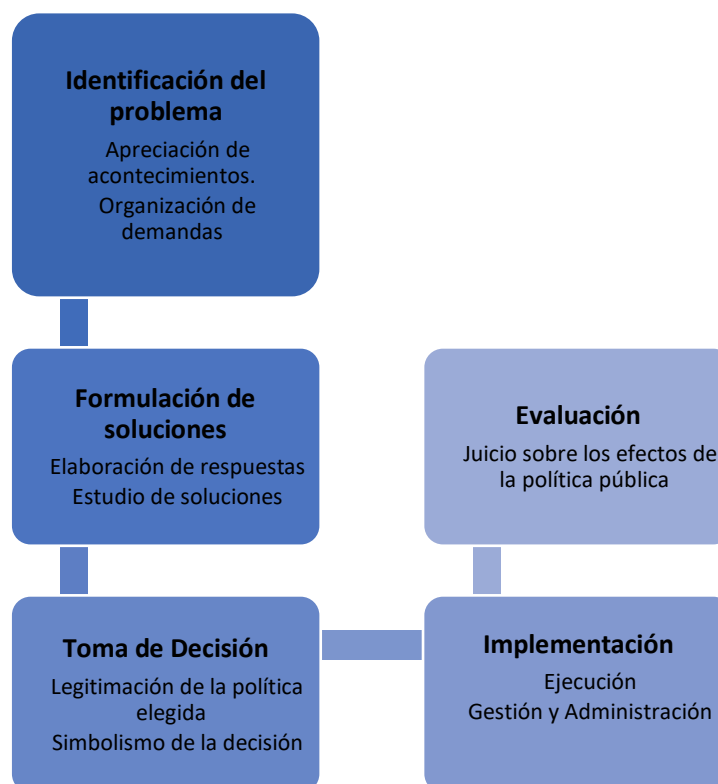 Identificación del
problema
Apreciación de
acontecimientos.
Organización de
demandas
Formulación de
soluciones
Elaboración de respuestas
Estudio de soluciones
Toma de Decisión
Legitimación de la política
elegida
Simbolismo de la decisión
Implementación
Ejecución
Gestión y Administración
Evaluación
Juicio sobre los efectos de
la política pública